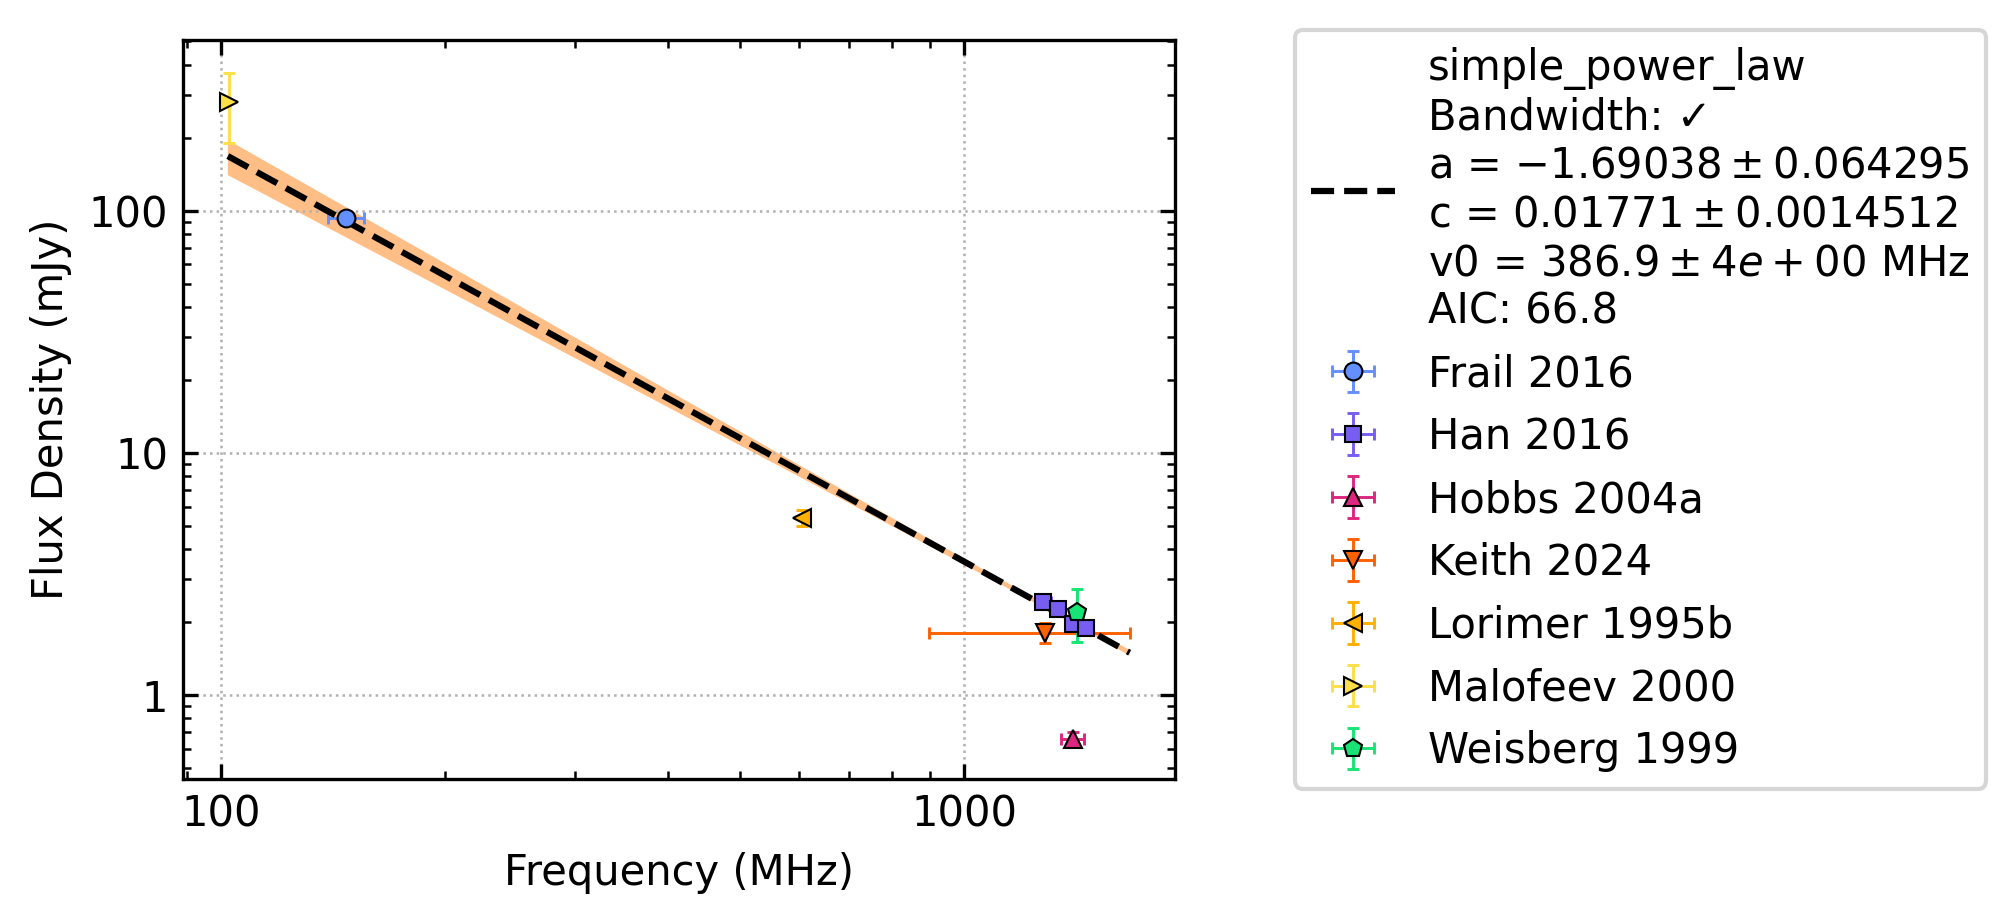 simple_power_law
Bandwidth: ✓
a = −1.69038 ± 0.064295
c = 0.01771 ± 0.0014512
v0 = 386.9 ± 4e + 00 MHz
AIC: 66.8
Frail 2016
Han 2016
Hobbs 2004a
Keith 2024
Lorimer 1995b
Malofeev 2000
Weisberg 1999
Flux Density (mJy)
100
10
1
100
1000
Frequency (MHz)